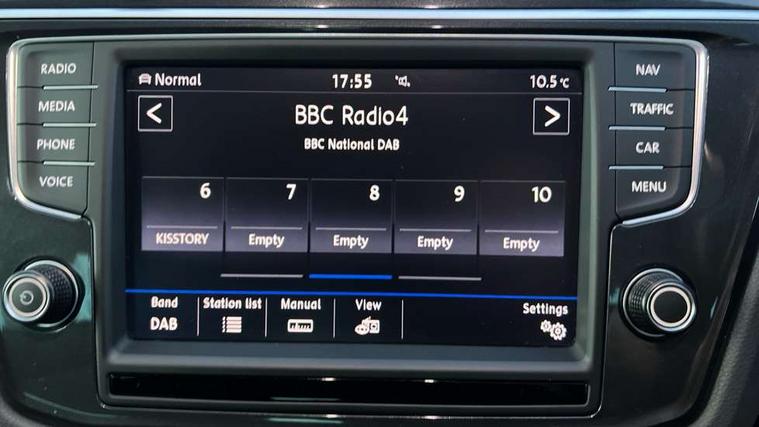 RADIO
MEDIA
PHONE
VOICE
Normal 17:55 10.5 °C
< BBC Radio4 >
BBC National DAB
6 7 8 9 10
KISSTORY Empty Empty Empty Empty
Band Station list Manual View Settings
DAB
NAV
TRAFFIC
CAR
MENU